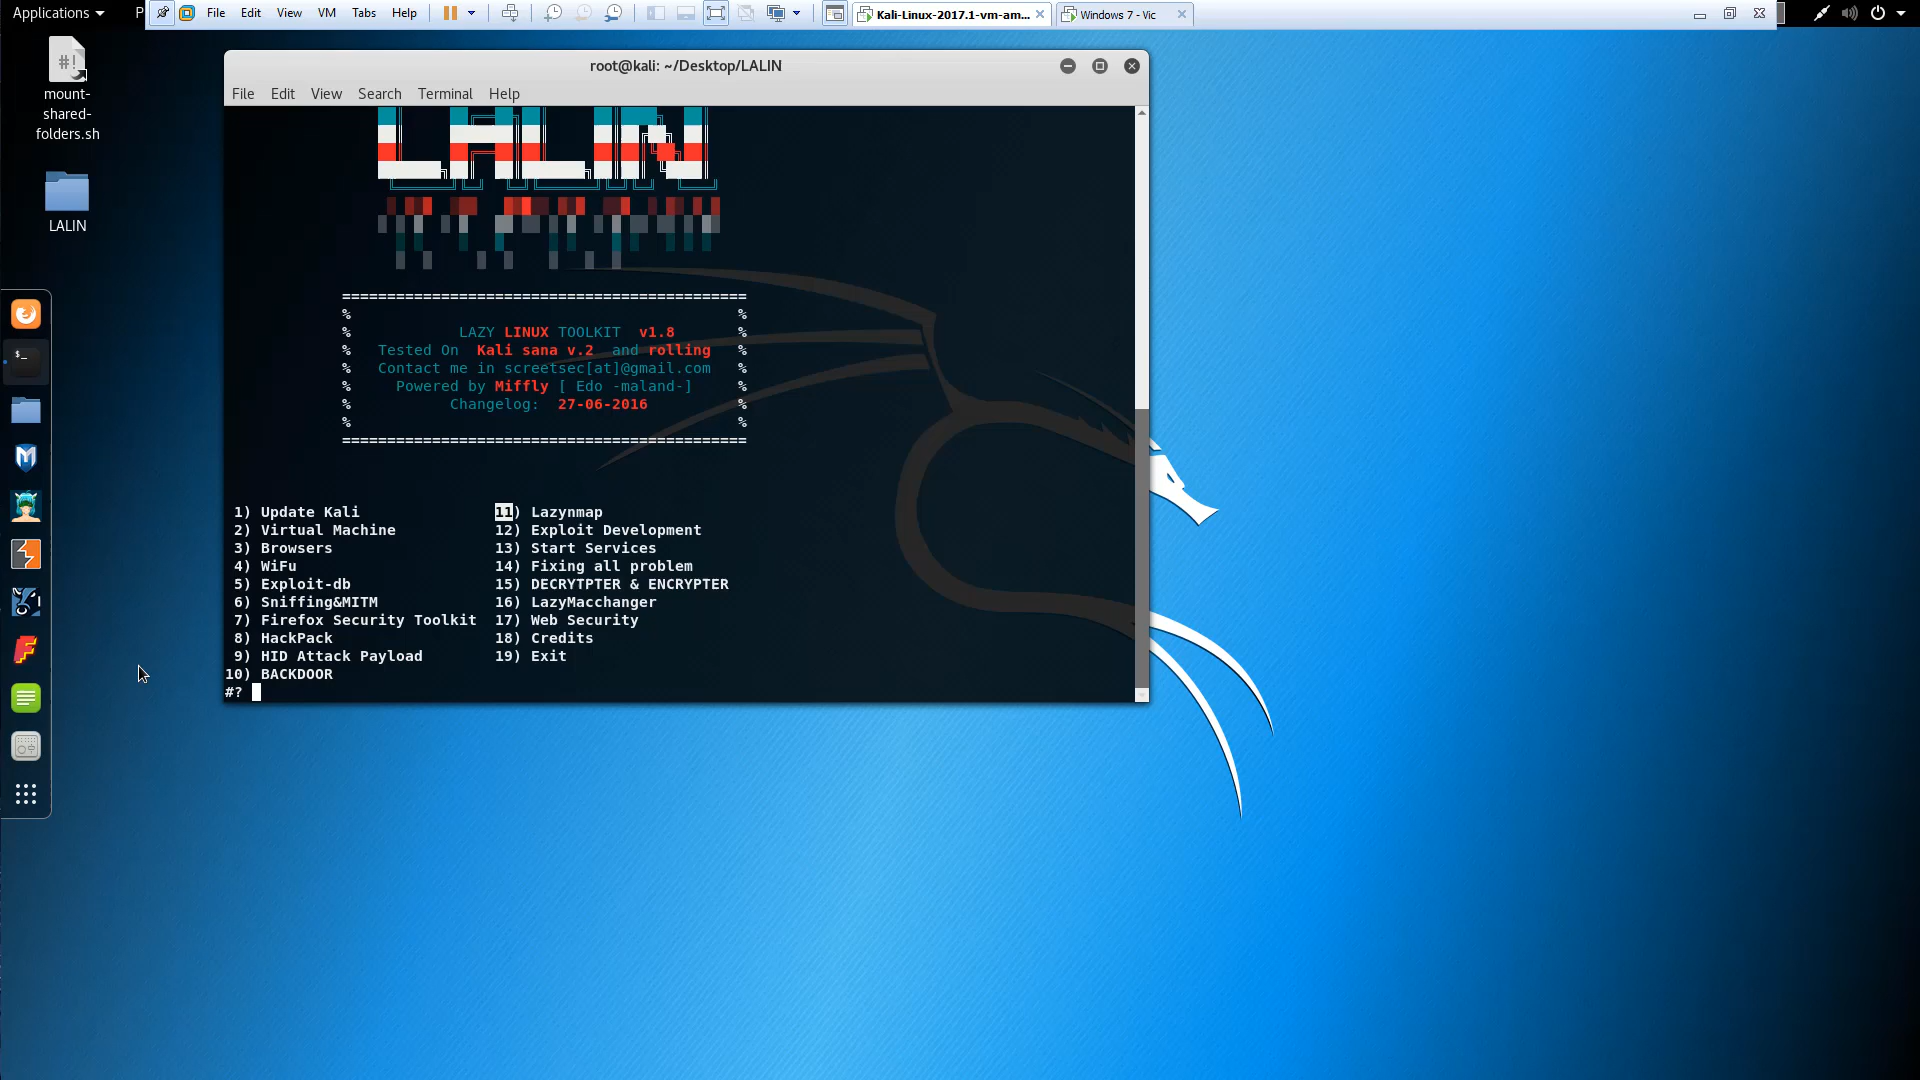 Applications P File Edit View VM Tabs Help Kali-Linux-2017.1-vm-am... Windows 7 - Vic
mount-
shared-
folders.sh
LALIN
root@kali: ~/Desktop/LALIN
File Edit View Search Terminal Help
LALIN
=============================================
% %
% LAZY LINUX TOOLKIT v1.8 %
% Tested On Kali sana v.2 and rolling %
% Contact me in screetsec[at]@gmail.com %
% Powered by Miffly [ Edo -maland-] %
% Changelog: 27-06-2016 %
% %
=============================================
1) Update Kali 11) Lazynmap
2) Virtual Machine 12) Exploit Development
3) Browsers 13) Start Services
4) WiFu 14) Fixing all problem
5) Exploit-db 15) DECRYTPTER & ENCRYPTER
6) Sniffing&MITM 16) LazyMacchanger
7) Firefox Security Toolkit 17) Web Security
8) HackPack 18) Credits
9) HID Attack Payload 19) Exit
10) BACKDOOR
#?